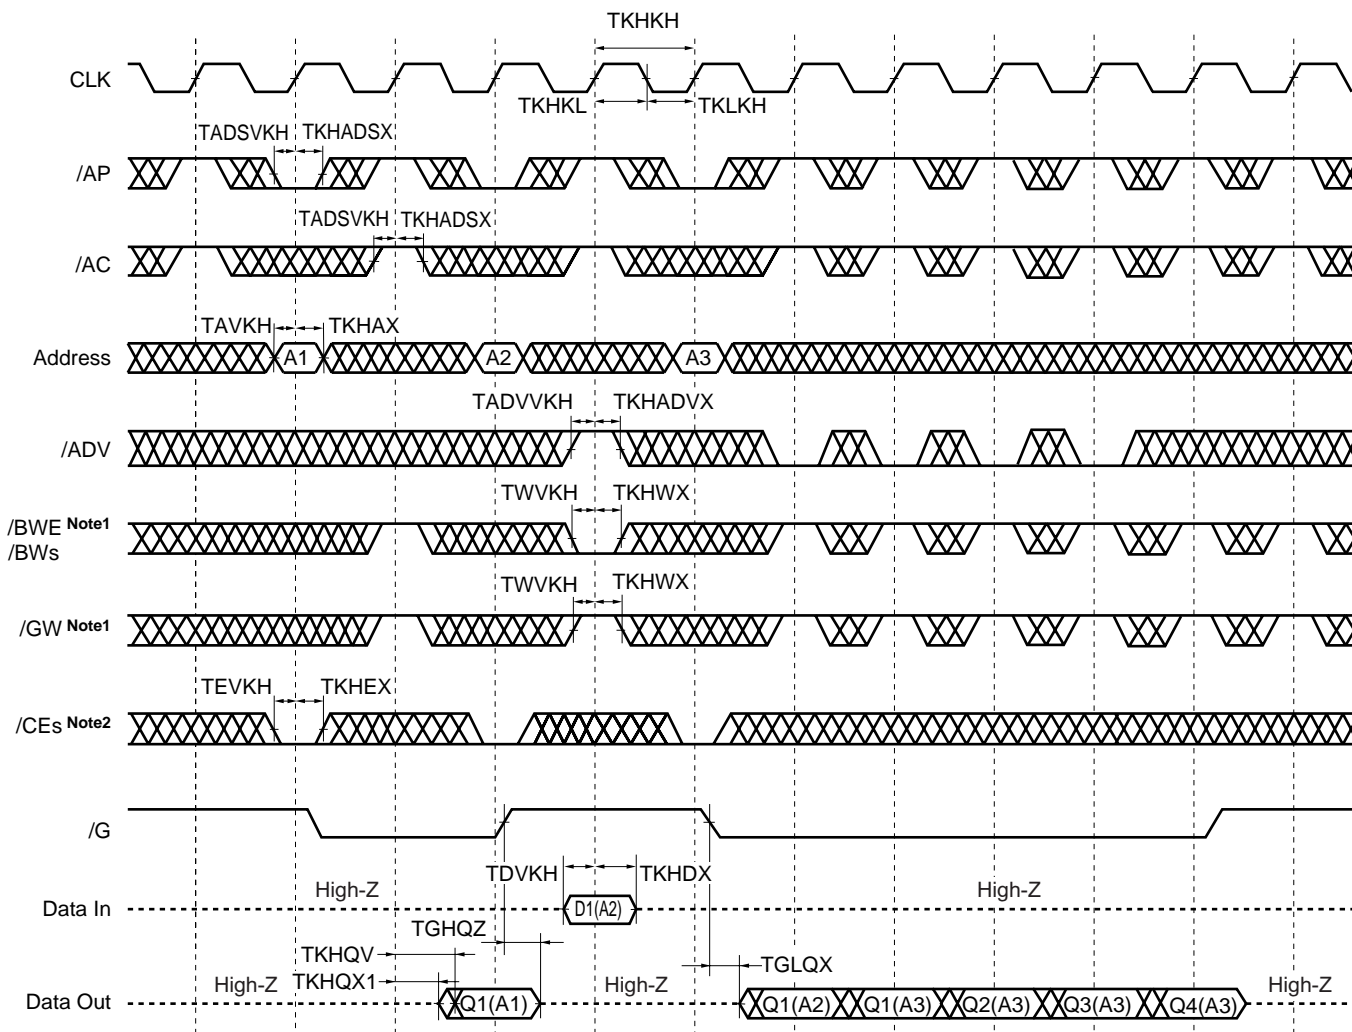 TKHKH
CLK
TKHKL TKLKH
TADSVKH TKHADSX
/AP
TADSVKH TKHADSX
/AC
TAVKH TKHAX
Address A1 A2 A3
TADVVKH TKHADVX
/ADV
TWVKH TKHWX
/BWE Note1
/BWs
TWVKH TKHWX
/GW Note1
TEVKH TKHEX
/CEs Note2
/G
TDVKH TKHDX
High-Z High-Z
Data In D1(A2)
TGHQZ
TKHQV
TGLQX
TKHQX1
High-Z High-Z High-Z
Data Out Q1(A1) Q1(A2) Q1(A3) Q2(A3) Q3(A3) Q4(A3)